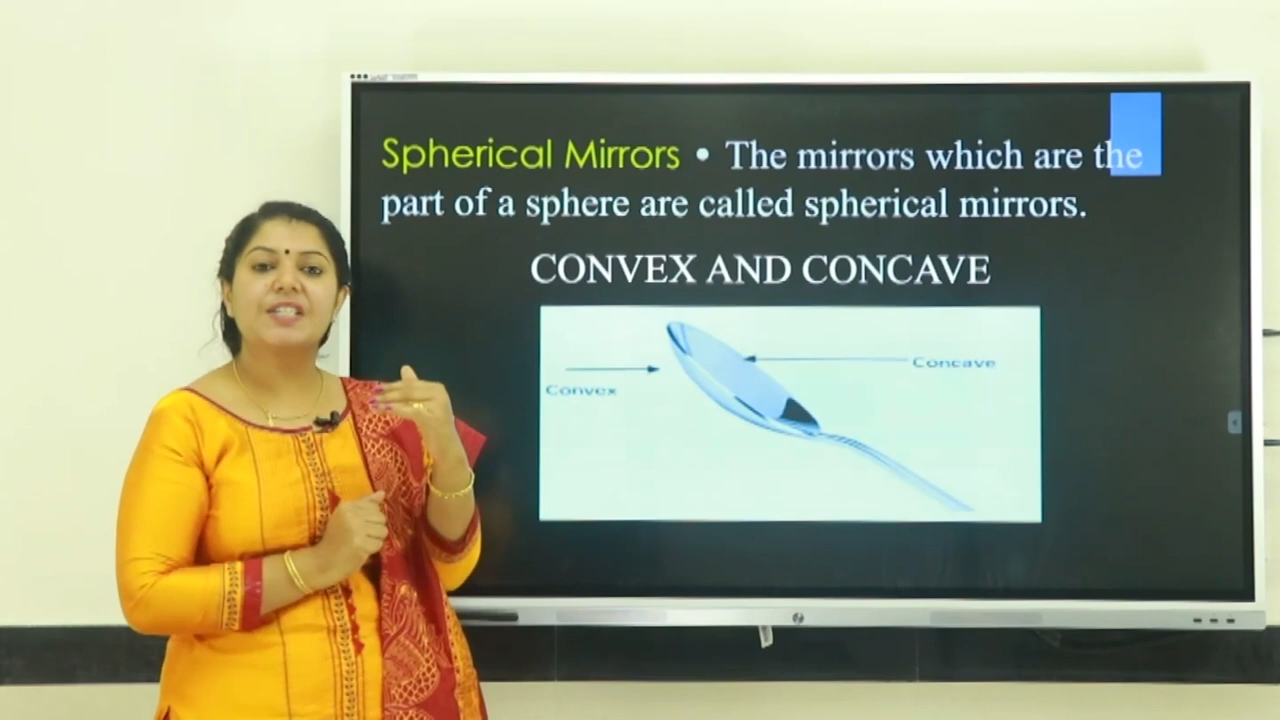 Spherical Mirrors • The mirrors which are the
part of a sphere are called spherical mirrors.
CONVEX AND CONCAVE
Concave
Convex
hp